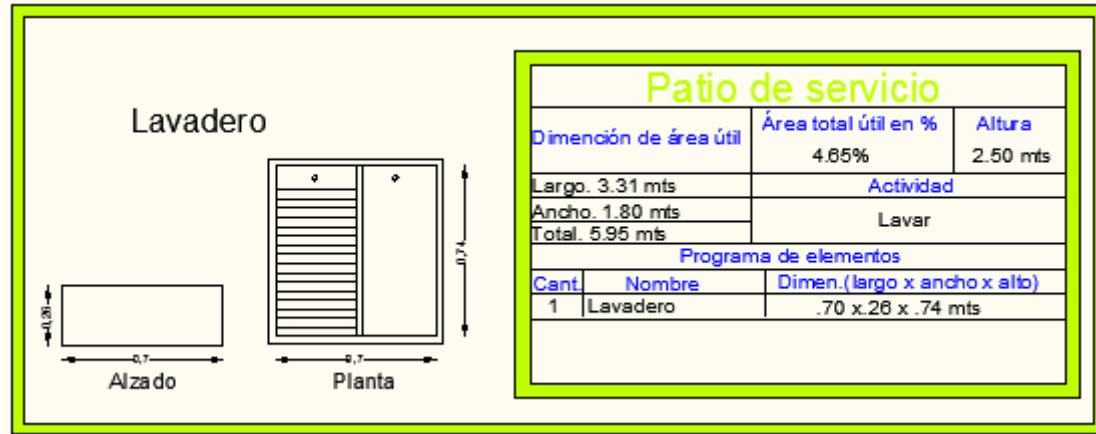 Lavadero
0,26
0,7
Alzado
0,74
0,7
Planta
Patio de servicio
Dimención de área útil
Área total útil en %
4.65%
Altura
2.50 mts
Largo. 3.31 mts
Ancho. 1.80 mts
Total. 5.95 mts
Actividad
Lavar
Programa de elementos
Cant. Nombre Dimen.(largo x ancho x alto)
1 Lavadero .70 x.26 x .74 mts